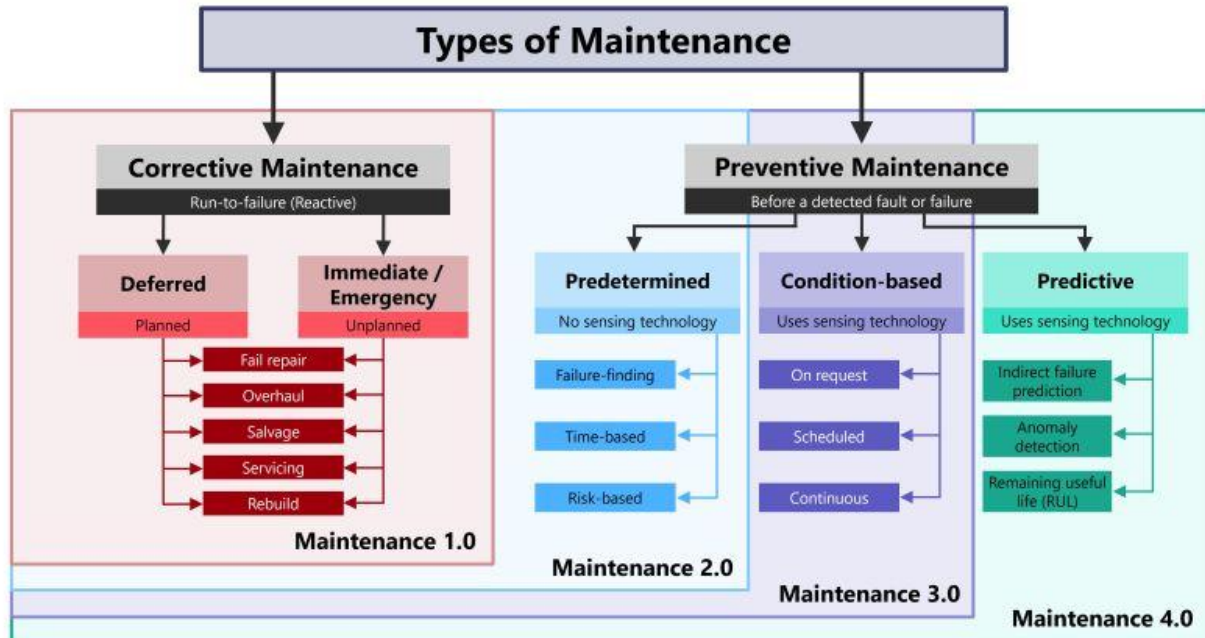 Types of Maintenance
Corrective Maintenance
Run-to-failure (Reactive)
Deferred
Planned
Immediate /
Emergency
Unplanned
Fail repair
Overhaul
Salvage
Servicing
Rebuild
Maintenance 1.0
Preventive Maintenance
Before a detected fault or failure
Predetermined
No sensing technology
Failure-finding
Time-based
Risk-based
Maintenance 2.0
Condition-based
Uses sensing technology
On request
Scheduled
Continuous
Maintenance 3.0
Predictive
Uses sensing technology
Indirect failure
prediction
Anomaly
detection
Remaining useful
life (RUL)
Maintenance 4.0